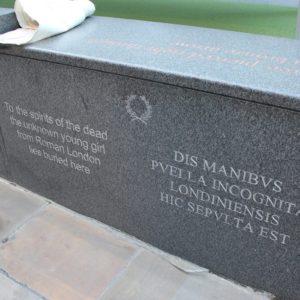 To the spirits of the dead
the unknown young girl
from Roman London
lies buried here
DIS MANIBVS
PVELLA INCOGNITA
LONDINIENSIS
HIC SEPVLTA EST